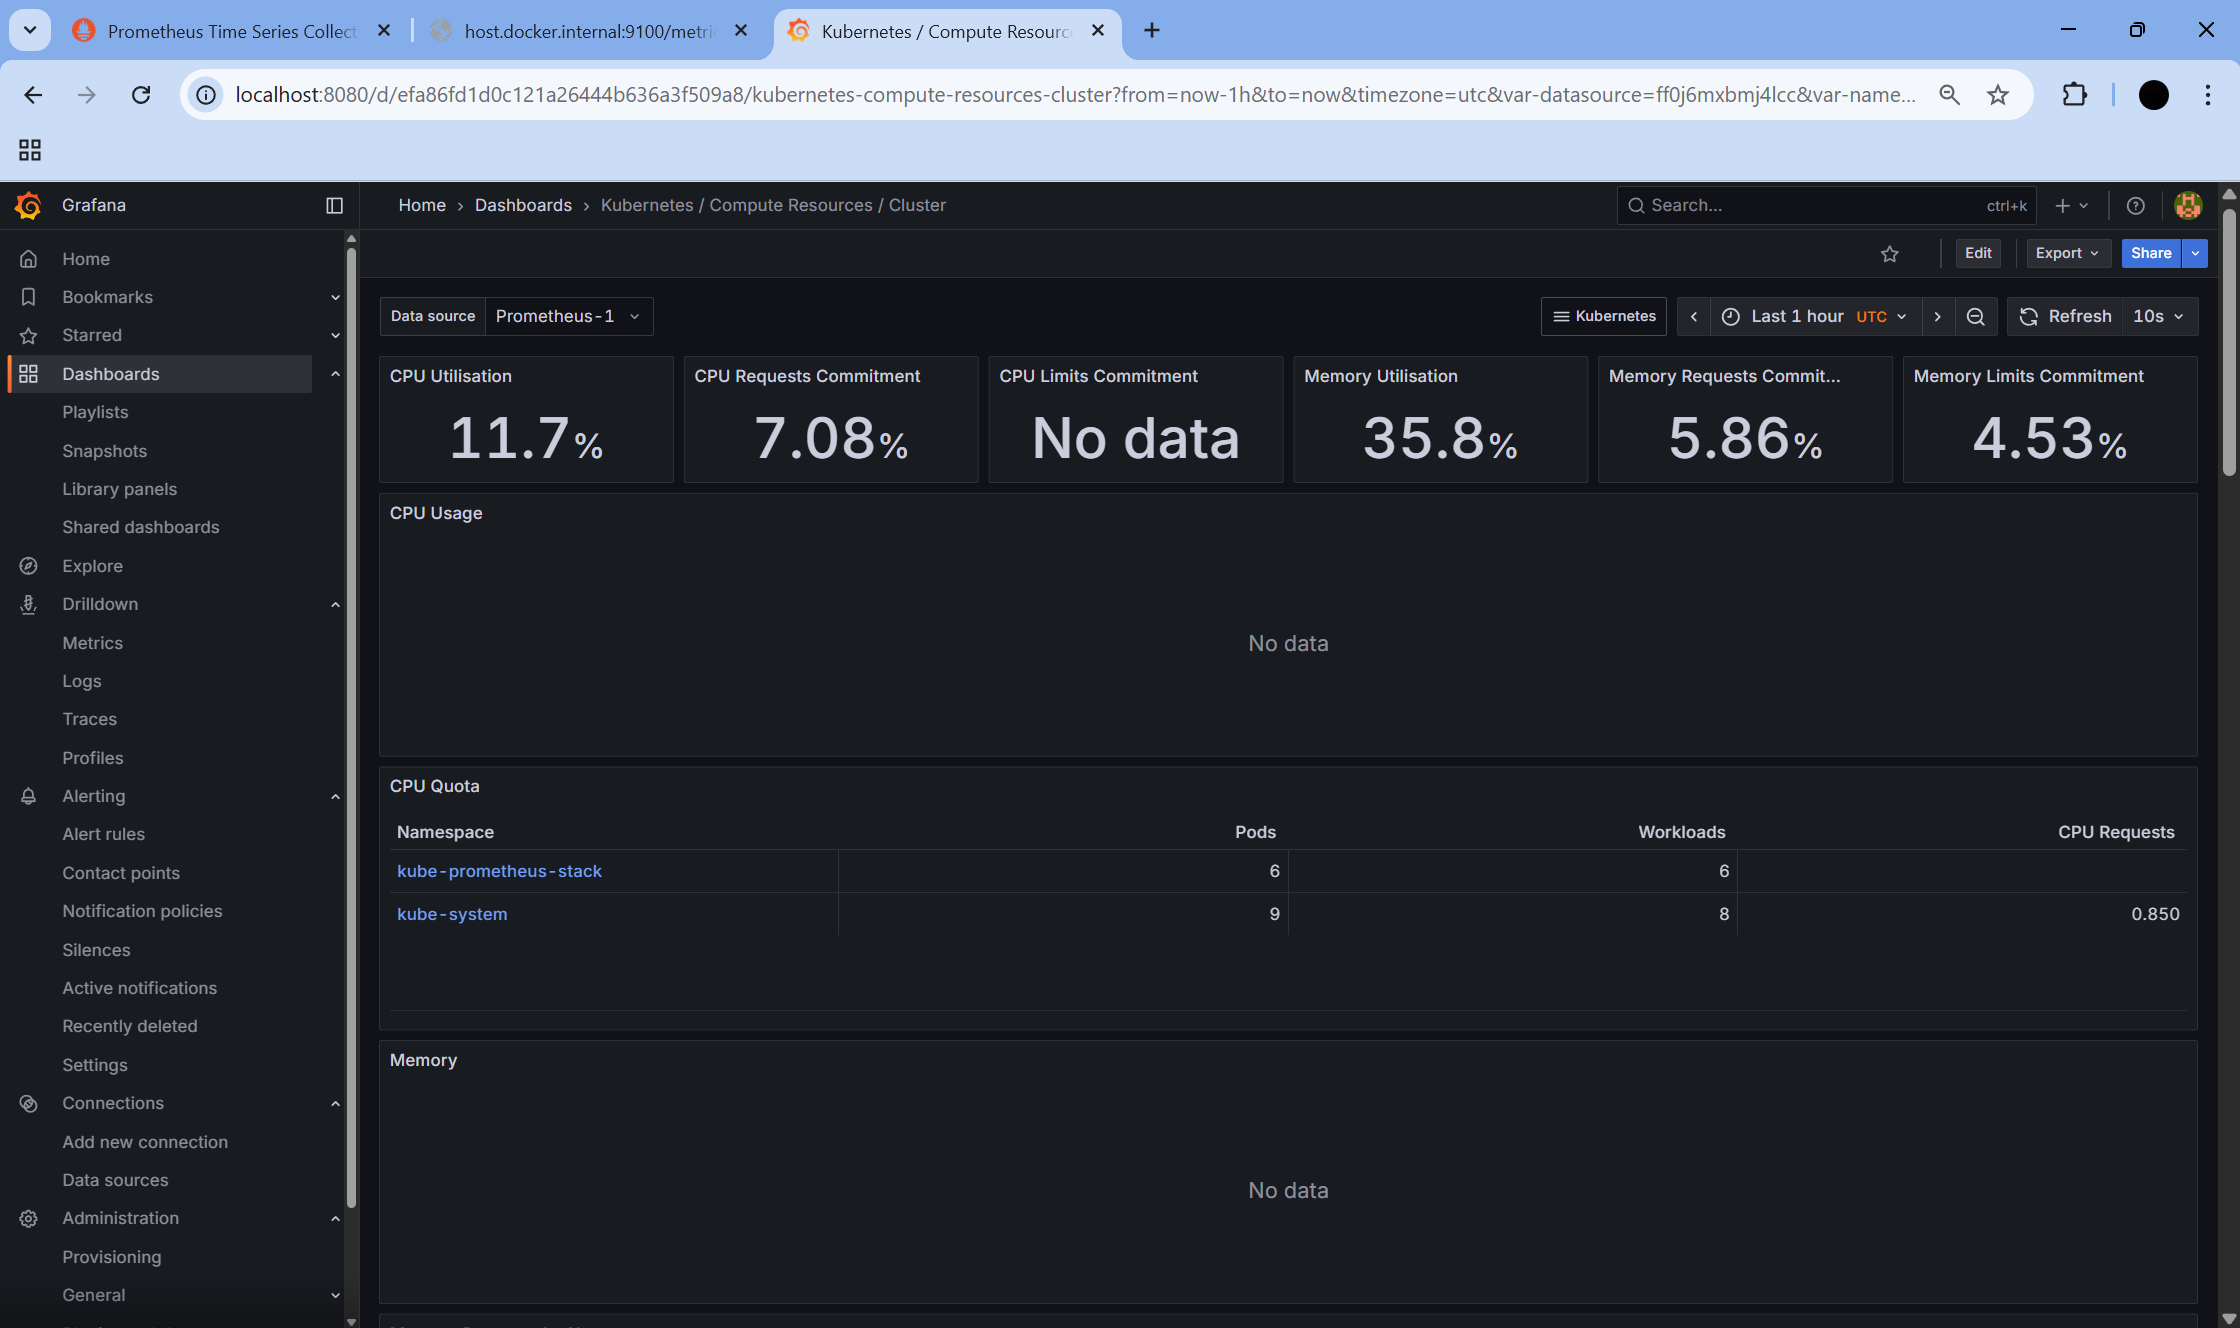 Prometheus Time Series Collect
host.docker.internal:9100/metri
Kubernetes / Compute Resourc
localhost:8080/d/efa86fd1d0c121a26444b636a3f509a8/kubernetes-compute-resources-cluster?from=now-1h&to=now&timezone=utc&var-datasource=ff0j6mxbmj4lcc&var-name...
Grafana
Home > Dashboards > Kubernetes / Compute Resources / Cluster
Search...
ctrl+k
Edit
Export
Share
Home
Bookmarks
Starred
Dashboards
Playlists
Snapshots
Library panels
Shared dashboards
Explore
Drilldown
Metrics
Logs
Traces
Profiles
Alerting
Alert rules
Contact points
Notification policies
Silences
Active notifications
Recently deleted
Settings
Connections
Add new connection
Data sources
Administration
Provisioning
General
Data source
Prometheus-1
Kubernetes
Last 1 hour UTC
Refresh
10s
CPU Utilisation
11.7%
CPU Requests Commitment
7.08%
CPU Limits Commitment
No data
Memory Utilisation
35.8%
Memory Requests Commit...
5.86%
Memory Limits Commitment
4.53%
CPU Usage
No data
CPU Quota
Namespace Pods Workloads CPU Requests
kube-prometheus-stack 6 6
kube-system 9 8 0.850
Memory
No data